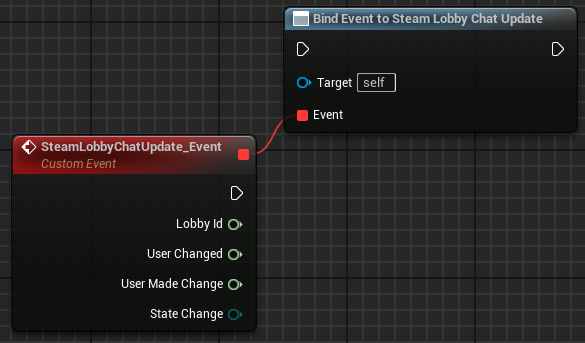 Bind Event to Steam Lobby Chat Update
Target self
Event
SteamLobbyChatUpdate_Event
Custom Event
Lobby Id
User Changed
User Made Change
State Change